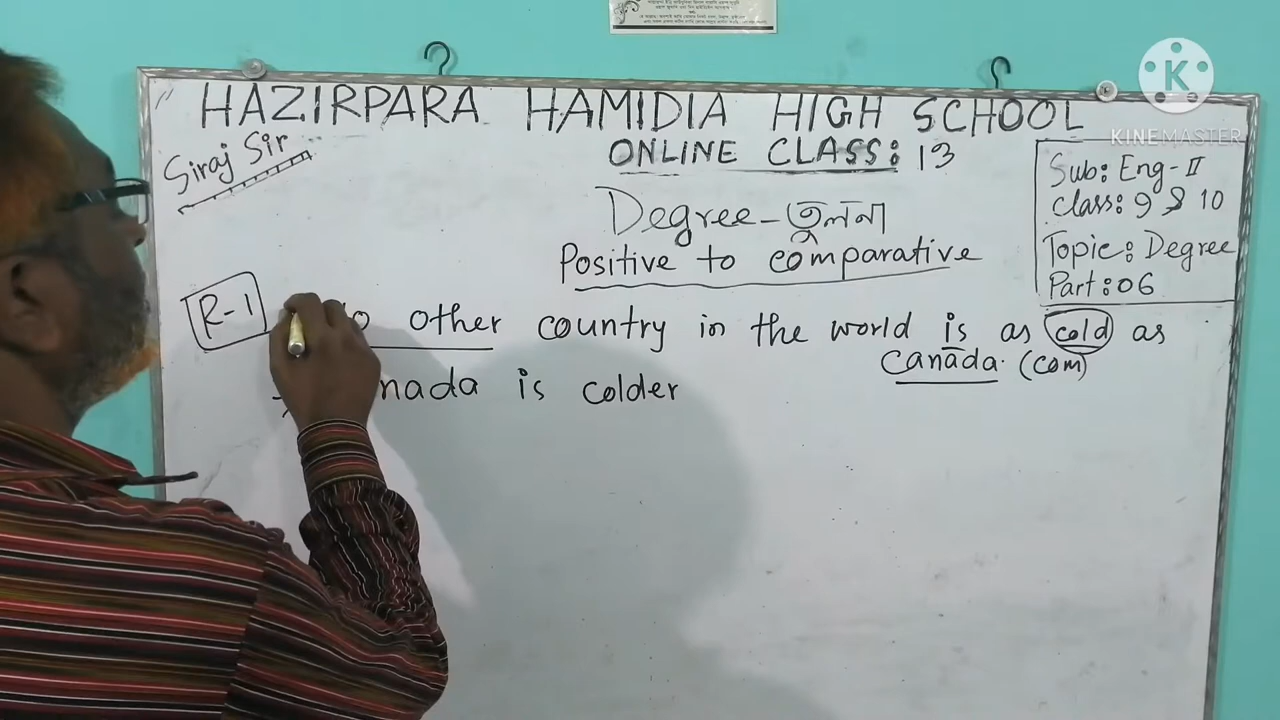 HAZIRPARA HAMIDIA HIGH SCHOOL
Siraj Sir
ONLINE CLASS: 13
Degree-তুলনা
Positive to comparative
Sub: Eng-II
Class: 9 & 10
Topic: Degree
Part: 06
R-1
other country in the world is as cold as
Canada. (com)
nada is colder
K
KINEMASTER